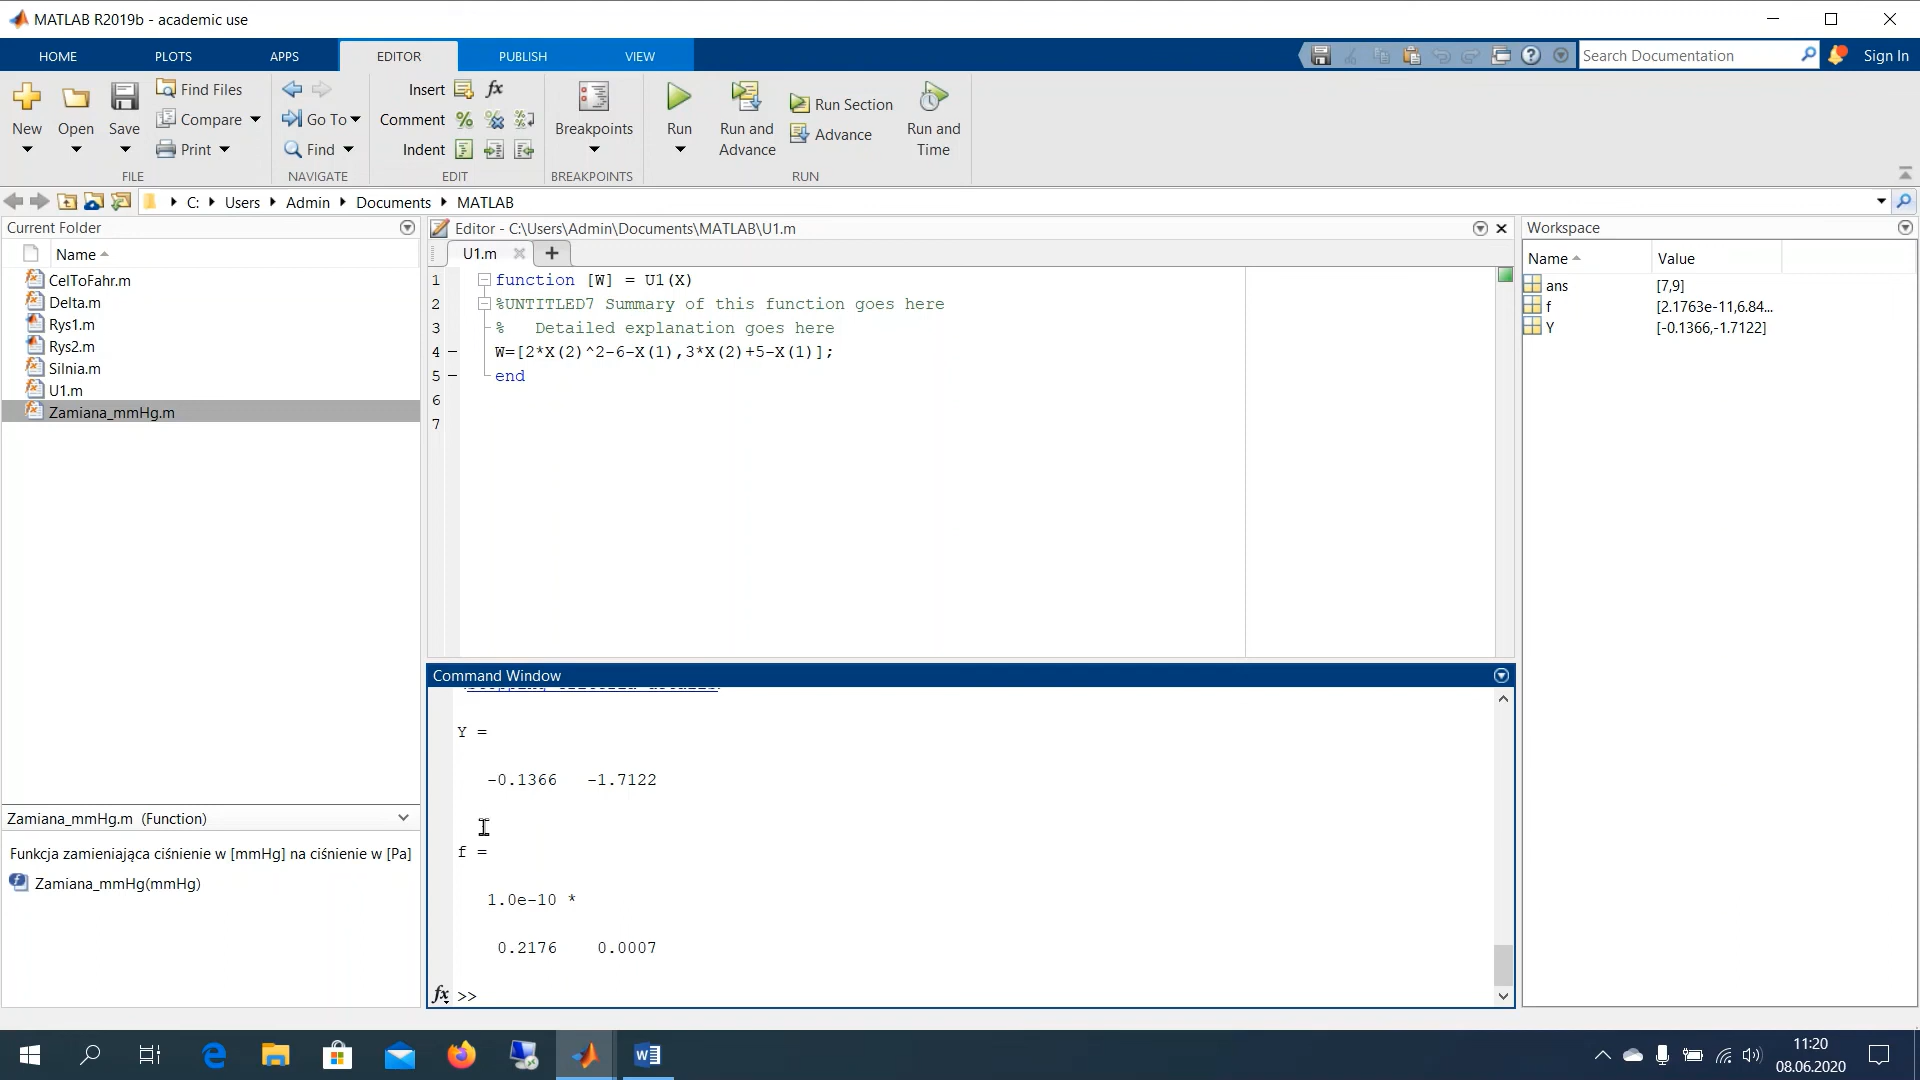 MATLAB R2019b - academic use
HOME PLOTS APPS EDITOR PUBLISH VIEW
Search Documentation
Sign In
New
Open
Save
Find Files
Compare
Print
FILE
Go To
Find
NAVIGATE
Insert fx
Comment
Indent
EDIT
Breakpoints
BREAKPOINTS
Run
Run and
Advance
Run Section
Advance
Run and
Time
RUN
C: Users Admin Documents MATLAB
Current Folder
Name
CelToFahr.m
Delta.m
Rys1.m
Rys2.m
Silnia.m
U1.m
Zamiana_mmHg.m
Zamiana_mmHg.m (Function)
Funkcja zamieniająca ciśnienie w [mmHg] na ciśnienie w [Pa]
Zamiana_mmHg(mmHg)
Editor - C:\Users\Admin\Documents\MATLAB\U1.m
U1.m
1 function [W] = U1(X)
2 %UNTITLED7 Summary of this function goes here
3 % Detailed explanation goes here
4 W=[2*X(2)^2-6-X(1),3*X(2)+5-X(1)];
5 end
6
7
Command Window
Y =
-0.1366 -1.7122
f =
1.0e-10 *
0.2176 0.0007
fx >>
Workspace
Name Value
ans [7,9]
f [2.1763e-11,6.84...
Y [-0.1366,-1.7122]
11:20
08.06.2020